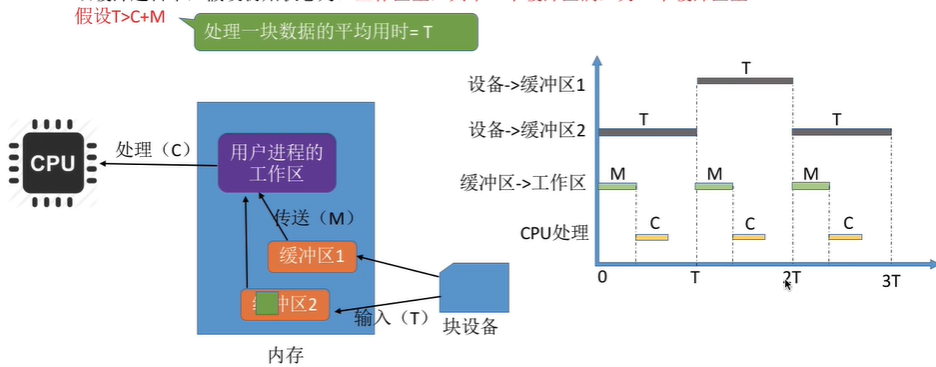 假设T>C+M
处理一块数据的平均用时= T
CPU
处理（C）
用户进程的
工作区
传送（M）
缓冲区1
冲区2
输入（T）
块设备
内存
设备->缓冲区1
设备->缓冲区2
缓冲区->工作区
CPU处理
T
T
T
M
M
M
C
C
C
0
T
2T
3T